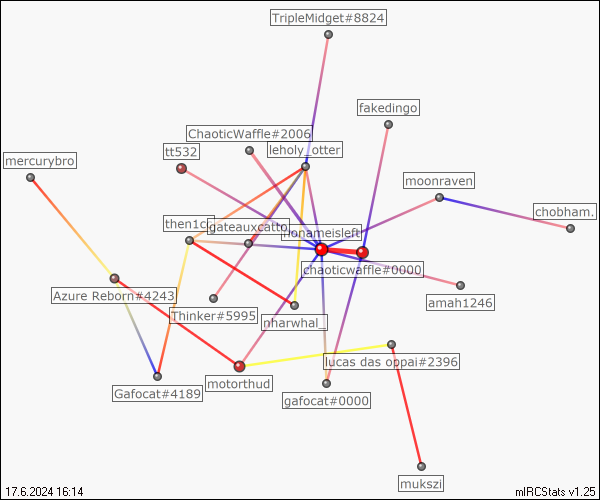 TripleMidget#8824
fakedingo
ChaoticWaffle#2006
tt532
leholy_otter
mercurybro
moonraven
chobham.
then1ck
gateauxcatto
nonameisleft
chaoticwaffle#0000
Azure Reborn#4243
amah1246
Thinker#5995
nharwhal_
lucas das oppai#2396
motorthud
Gafocat#4189
gafocat#0000
mukszi
17.6.2024 16:14
mIRCStats v1.25